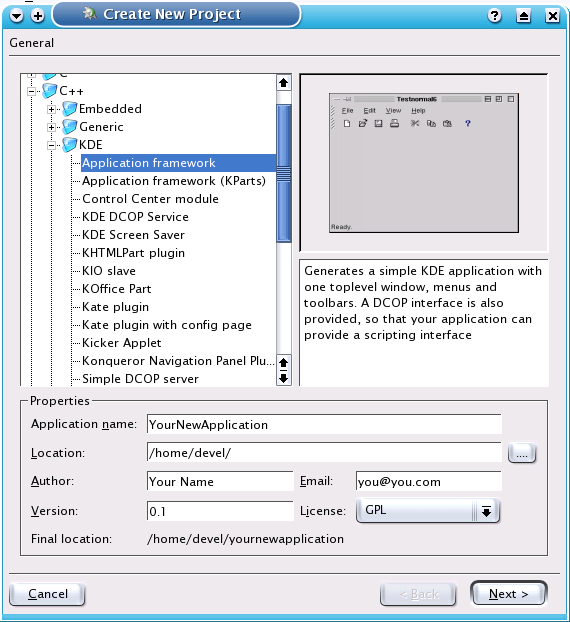 Create New Project
?
General
C
C++
Embedded
Generic
KDE
Application framework
Application framework (KParts)
Control Center module
KDE DCOP Service
KDE Screen Saver
KHTMLPart plugin
KIO slave
KOffice Part
Kate plugin
Kate plugin with config page
Kicker Applet
Konqueror Navigation Panel Plu...
Simple DCOP server
Testnormal6
File Edit View Help
?
Ready.
Generates a simple KDE application with
one toplevel window, menus and
toolbars. A DCOP interface is also
provided, so that your application can
provide a scripting interface
Properties
Application name: YourNewApplication
Location: /home/devel/ ....
Author: Your Name Email: you@you.com
Version: 0.1 License: GPL
Final location: /home/devel/yournewapplication
Cancel < Back Next >